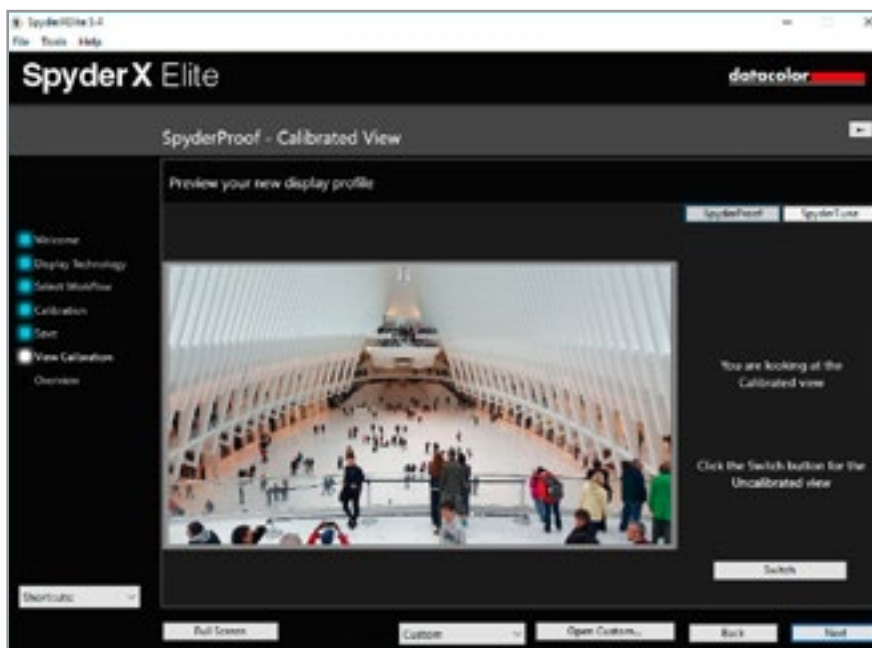 SpyderXElite 5.4
File Tools Help
SpyderX Elite
datacolor
SpyderProof - Calibrated View
Preview your new display profile
SpyderProof SpyderTune
Welcome
Display Technology
Select Workflow
Calibration
Save
View Calibration
Overview
You are looking at the
Calibrated view
Click the Switch button for the
Uncalibrated view
Switch
Shortcuts:
Full Screen
Custom
Open Custom...
Back
Next